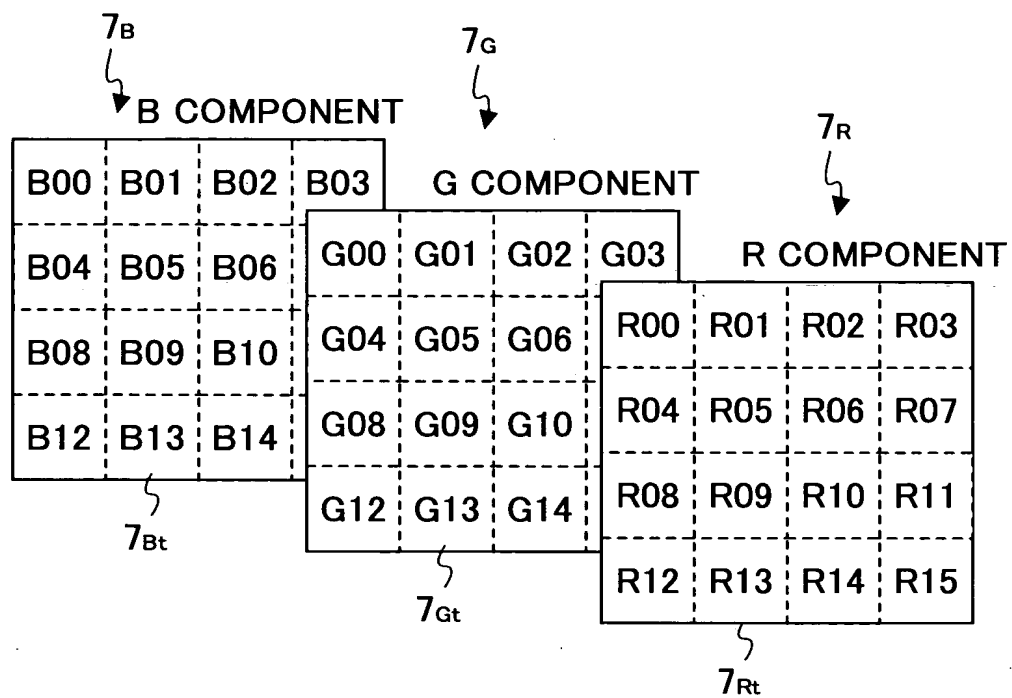 7B
B COMPONENT
B00 B01 B02 B03
B04 B05 B06
B08 B09 B10
B12 B13 B14
7Bt
7G
G COMPONENT
G00 G01 G02 G03
G04 G05 G06
G08 G09 G10
G12 G13 G14
7Gt
7R
R COMPONENT
R00 R01 R02 R03
R04 R05 R06 R07
R08 R09 R10 R11
R12 R13 R14 R15
7Rt